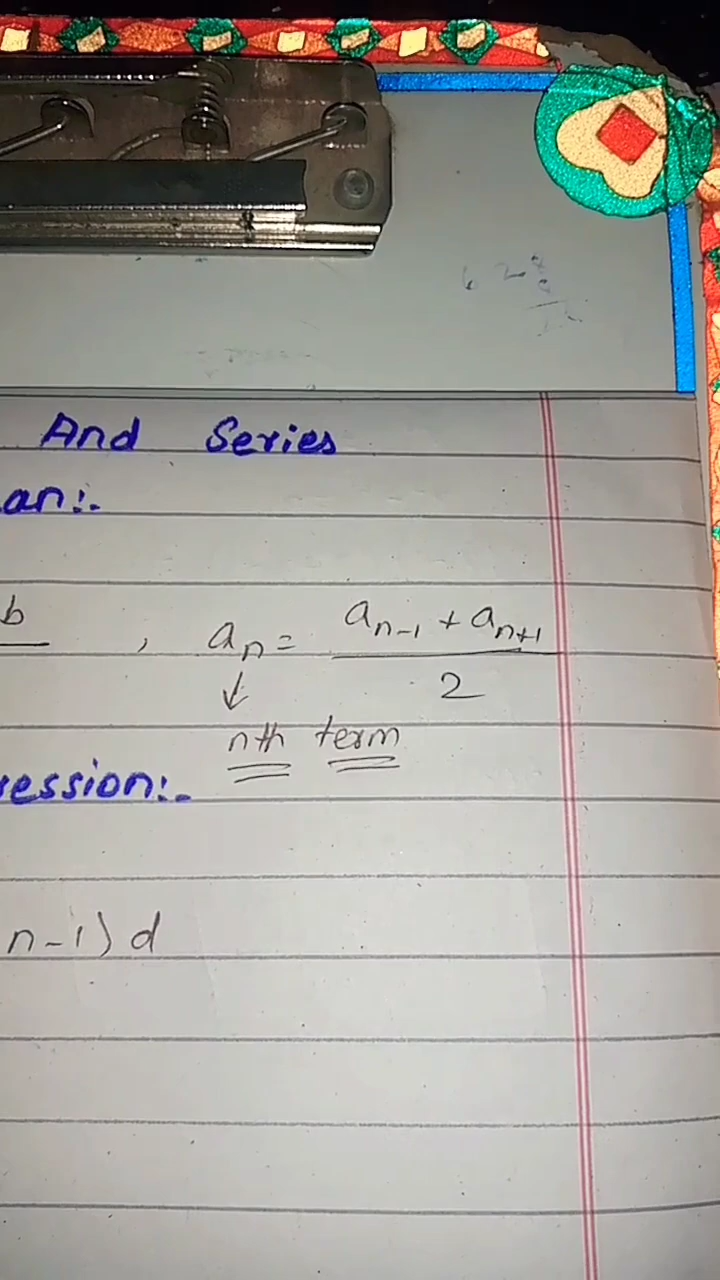 And Series
an:-
b , aₙ = (aₙ₋₁ + aₙ₊₁)/2
↓
nth term
ession:-
n-1) d